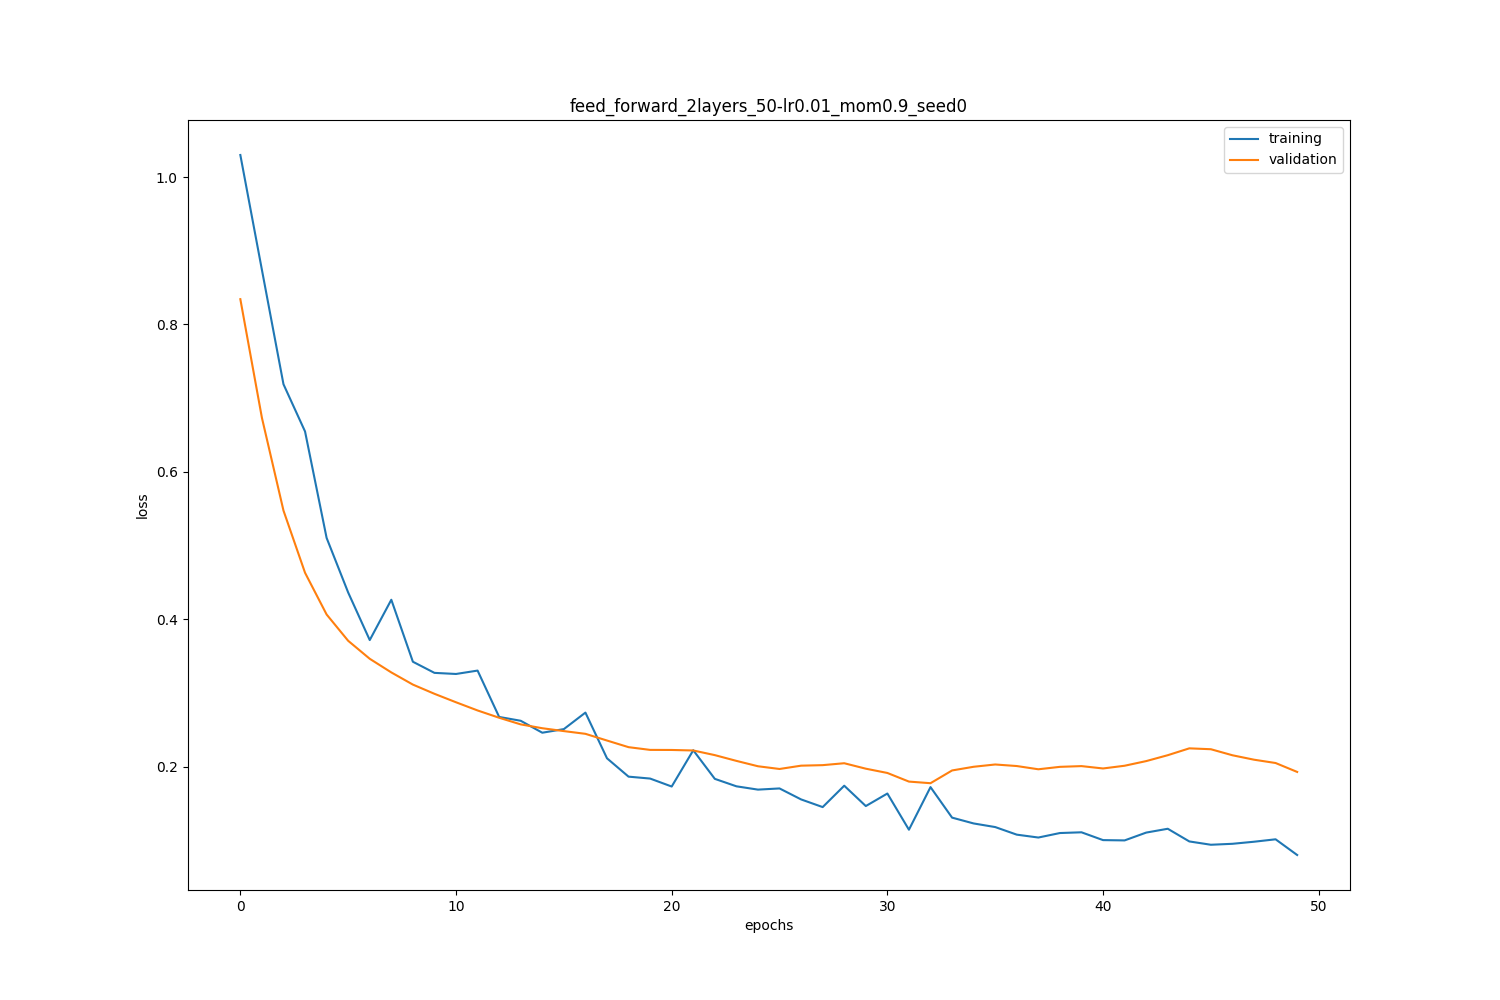 feed_forward_2layers_50-lr0.01_mom0.9_seed0
training
validation
1.0
0.8
0.6
0.4
0.2
loss
0 10 20 30 40 50
epochs